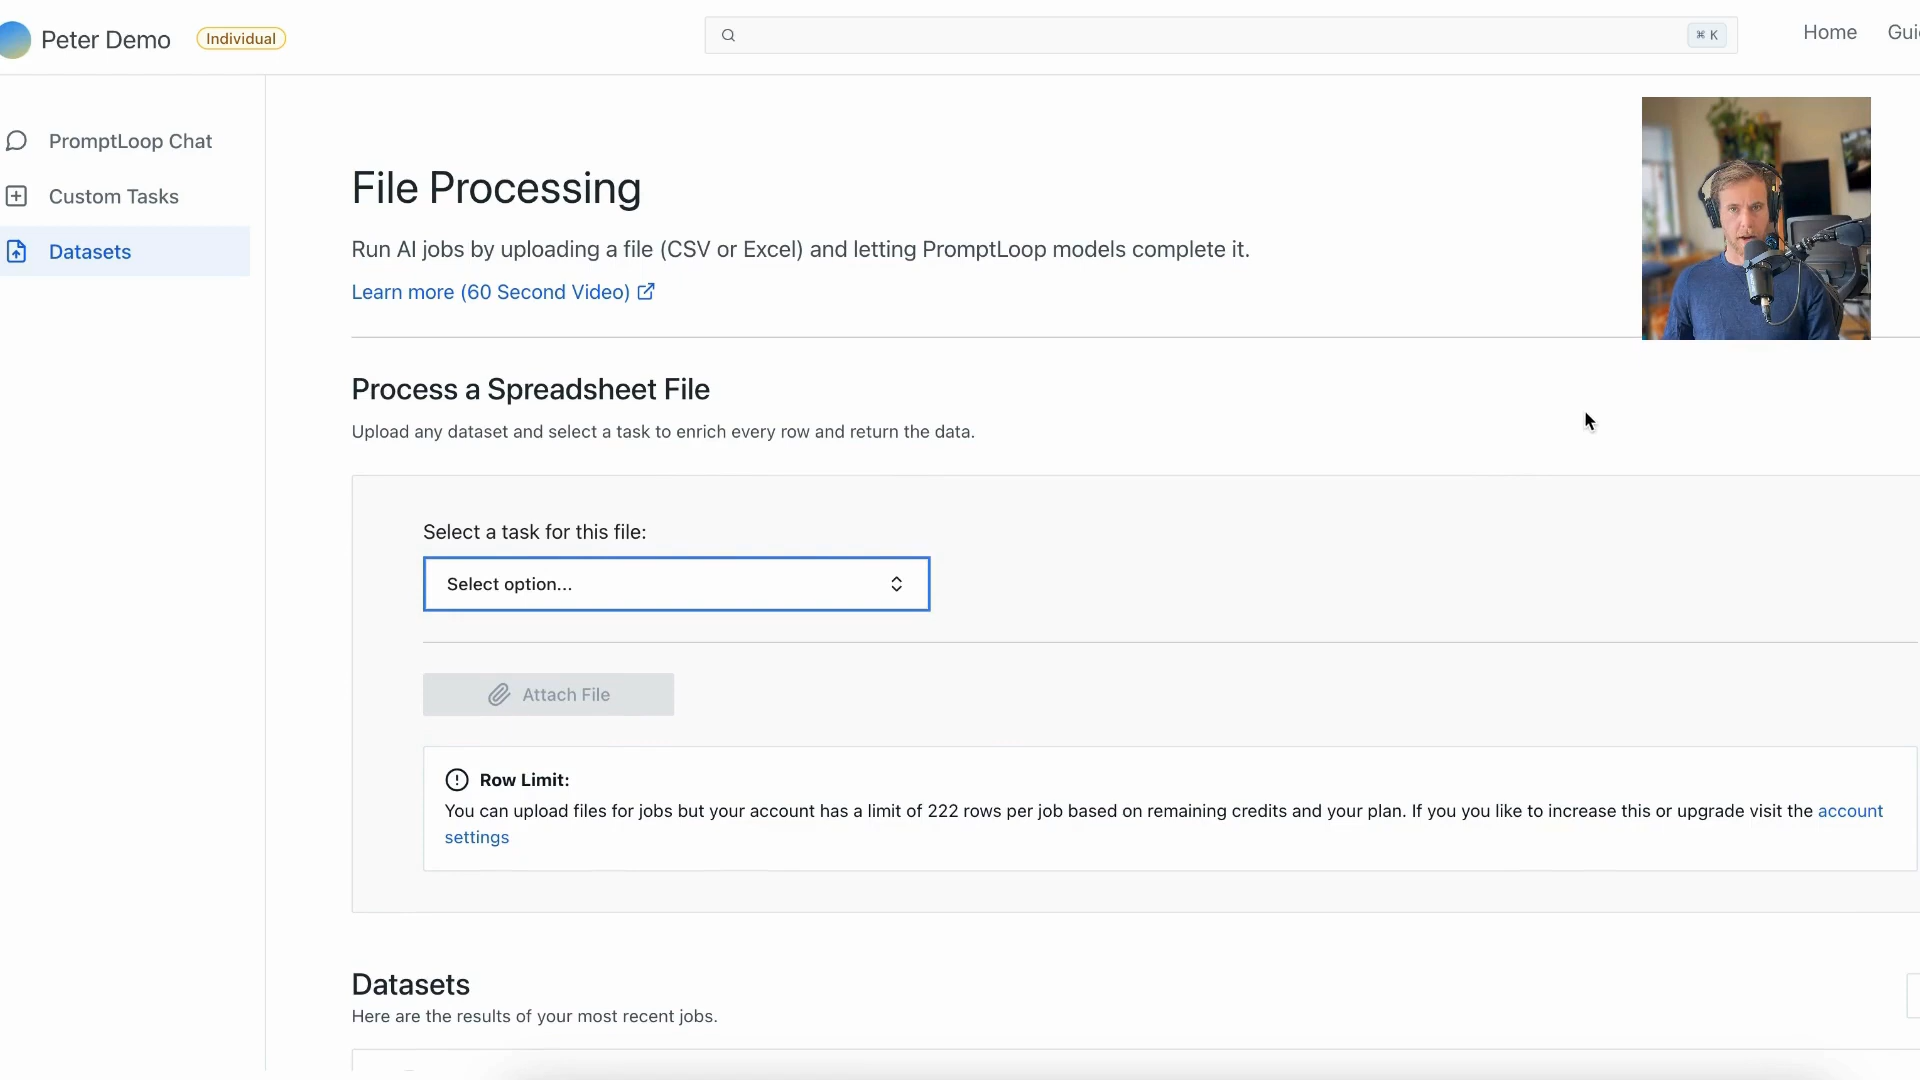 Peter Demo
Individual
⌘ K
Home
Gui
PromptLoop Chat
Custom Tasks
Datasets
File Processing
Run AI jobs by uploading a file (CSV or Excel) and letting PromptLoop models complete it.
Learn more (60 Second Video)
Process a Spreadsheet File
Upload any dataset and select a task to enrich every row and return the data.
Select a task for this file:
Select option...
Attach File
Row Limit:
You can upload files for jobs but your account has a limit of 222 rows per job based on remaining credits and your plan. If you you like to increase this or upgrade visit the account
settings
Datasets
Here are the results of your most recent jobs.